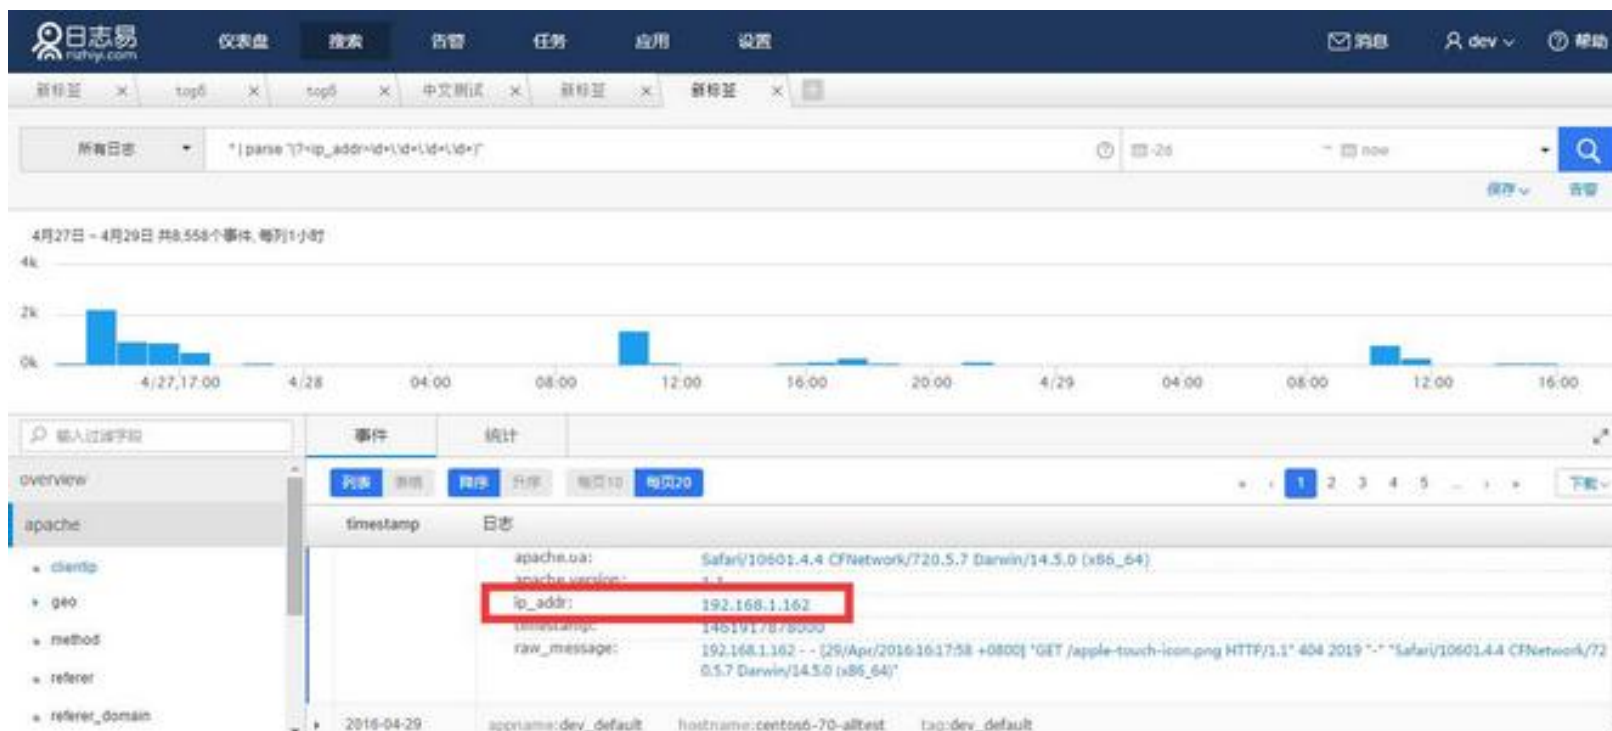 日志易 仪表盘 搜索 告警 任务 应用 设置 消息 dev 帮助
rizhiyi.com
新标签 × top5 × top5 × 中文测试 × 新标签 × 新标签 ×
所有日志 * | parse "(?<ip_addr>\d+\.\d+\.\d+\.\d+)" -2d ~ now
保存 告警
4月27日 ~ 4月29日 共8,558个事件, 每列1小时
4k
2k
0k
4/27,17:00 4/28 04:00 08:00 12:00 16:00 20:00 4/29 04:00 08:00 12:00 16:00
输入过滤字段 事件 统计
overview 列表 表格 降序 升序 每页10 每页20 « ‹ 1 2 3 4 5 ... › » 下载
apache timestamp 日志
apache.ua: Safari/10601.4.4 CFNetwork/720.5.7 Darwin/14.5.0 (x86_64)
clientip apache.version: 1.1
geo ip_addr: 192.168.1.162
timestamp: 1461917878000
method raw_message: 192.168.1.162 - - [29/Apr/2016:16:17:58 +0800] "GET /apple-touch-icon.png HTTP/1.1" 404 2019 "-" "Safari/10601.4.4 CFNetwork/72
0.5.7 Darwin/14.5.0 (x86_64)"
referer
referer_domain 2016-04-29 appname:dev_default hostname:centos6-70-alltest tag:dev_default